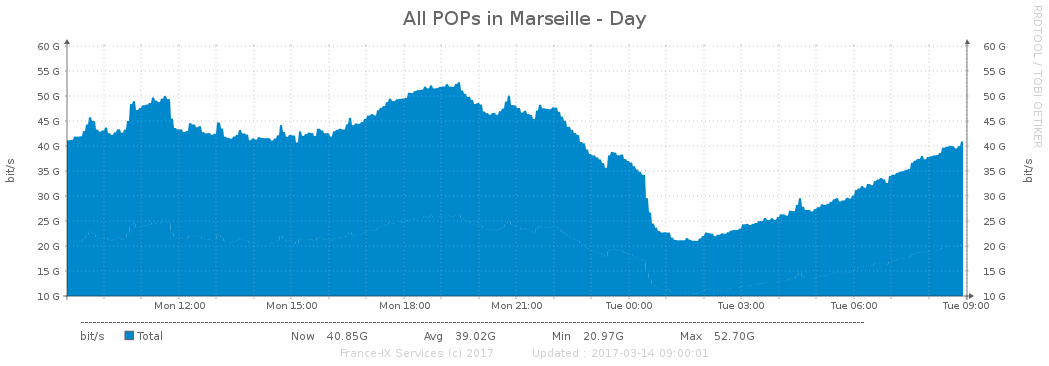 All POPs in Marseille - Day
RRDTOOL / TOBI OETIKER
60 G 60 G
55 G 55 G
50 G 50 G
45 G 45 G
40 G 40 G
35 G 35 G
30 G 30 G
25 G 25 G
20 G 20 G
15 G 15 G
10 G 10 G
bit/s
bit/s
Mon 12:00 Mon 15:00 Mon 18:00 Mon 21:00 Tue 00:00 Tue 03:00 Tue 06:00 Tue 09:00
bit/s Total Now 40.85G Avg 39.02G Min 20.97G Max 52.70G
France-IX Services (c) 2017 Updated : 2017-03-14 09:00:01